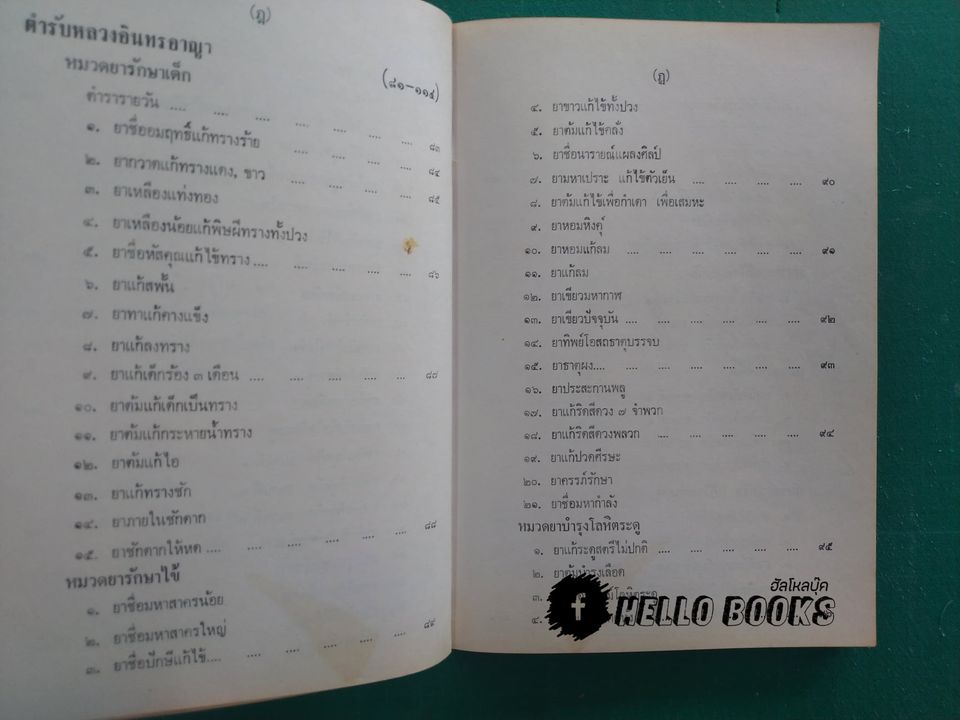 (ฎ)
ตำรับหลวงอินทรอาญา
(๘๑-๑๑๔)
หมวดยารักษาเด็ก
ตำรารายวัน .... .... .... .... ....
๑. ยาชื่ออมฤทธิ์แก้ทรางร้าย .... .... .... .... ๘๓
๒. ยากวาดแก้ทรางแดง, ขาว .... .... .... .... ๘๔
๓. ยาเหลืองแท่งทอง .... .... .... .... ๘๕
๔. ยาเหลืองน้อยแก้พิษฝีทรางทั้งปวง
๕. ยาชื่อหัสคุณแก้ไข้ทราง .... .... .... .... .... ๘๖
๖. ยาแก้สพั้น
๗. ยาทาแก้คางแข็ง
๘. ยาแก้ลงทราง
๙. ยาแก้เด็กร้อง ๓ เดือน .... .... .... .... .... ๘๗
๑๐. ยาต้มแก้เด็กเป็นทราง
๑๑. ยาต้มแก้กระหายน้ำทราง
๑๒. ยาต้มแก้ไอ
๑๓. ยาแก้ทรางชัก
๑๔. ยาภายในชักตาก
๑๕. ยาชักดากให้หด .... .... .... .... .... ๘๘
หมวดยารักษาไข้
๑. ยาชื่อมหาสาครน้อย
๒. ยาชื่อมหาสาครใหญ่
๓. ยาชื่อปักษีแก้ไข้ .... .... .... .... .... ๘๙
(ฏ)
๔. ยาขาวแก้ไข้ทั้งปวง
๕. ยาต้มแก้ไข้คลั่ง
๖. ยาชื่อนารายณ์แผลงศิลป์
๗. ยามหาเปราะ แก้ไข้ตัวเย็น .... .... .... .... ๙๐
๘. ยาต้มแก้ไข้เพื่อกำเดา เพื่อเสมหะ
๙. ยาหอมหิงคุ์
๑๐. ยาหอมแก้ลม .... .... .... .... .... .... ๙๑
๑๑. ยาแก้ลม
๑๒. ยาเขียวมหากาฬ
๑๓. ยาเขียวปัจจุบัน .... .... .... .... .... .... ๙๒
๑๔. ยาทิพย์โอสถธาตุบรรจบ
๑๕. ยาธาตุผง .... .... .... .... .... .... ๙๓
๑๖. ยาประสะกานพลู
๑๗. ยาแก้ริดสีดวง ๗ จำพวก
๑๘. ยาแก้ริดสีดวงพลวก .... .... .... .... .... ๙๔
๑๙. ยาแก้ปวดศีรษะ
๒๐. ยาครรภ์รักษา
๒๑. ยาชื่อมหากำลัง
หมวดยาบำรุงโลหิตระดู
๑. ยาแก้ระดูสตรีไม่ปกติ .... .... .... .... .... ๙๕
๒. ยาต้มบำรุงเลือด
๓.
๔.
ฮัลโหลบุ๊ค
f HELLO BOOKS